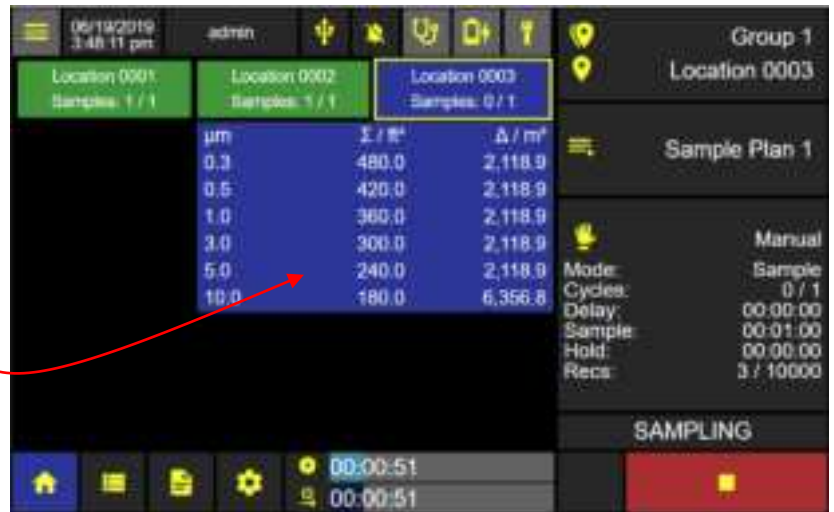 06/19/2019
3:48:11 pm
admin
Group 1
Location 0003
Location 0001
Samples: 1 / 1
Location 0002
Samples: 1 / 1
Location 0003
Samples: 0 / 1
µm Σ / ft³ Δ / m³
0.3 480.0 2,118.9
0.5 420.0 2,118.9
1.0 360.0 2,118.9
3.0 300.0 2,118.9
5.0 240.0 2,118.9
10.0 180.0 6,356.8
Sample Plan 1
Manual
Mode: Sample
Cycles: 0 / 1
Delay: 00:00:00
Sample: 00:01:00
Hold: 00:00:00
Recs: 3 / 10000
SAMPLING
00:00:51
00:00:51